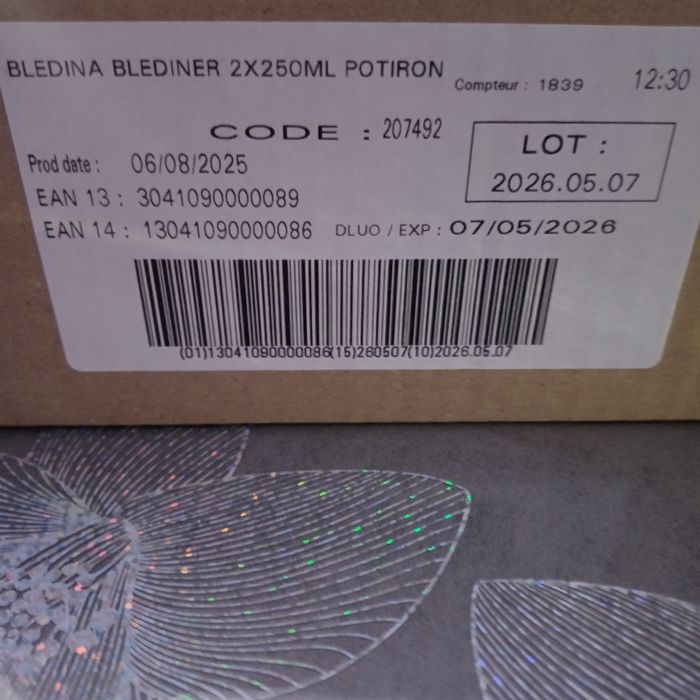 BLEDINA BLEDINER 2X250ML POTIRON
Compteur : 1839
12:30
CODE : 207492
LOT :
2026.05.07
Prod date : 06/08/2025
EAN 13 : 3041090000089
EAN 14 : 13041090000086
DLUO / EXP : 07/05/2026
(01)13041090000086(15)260507(10)2026.05.07